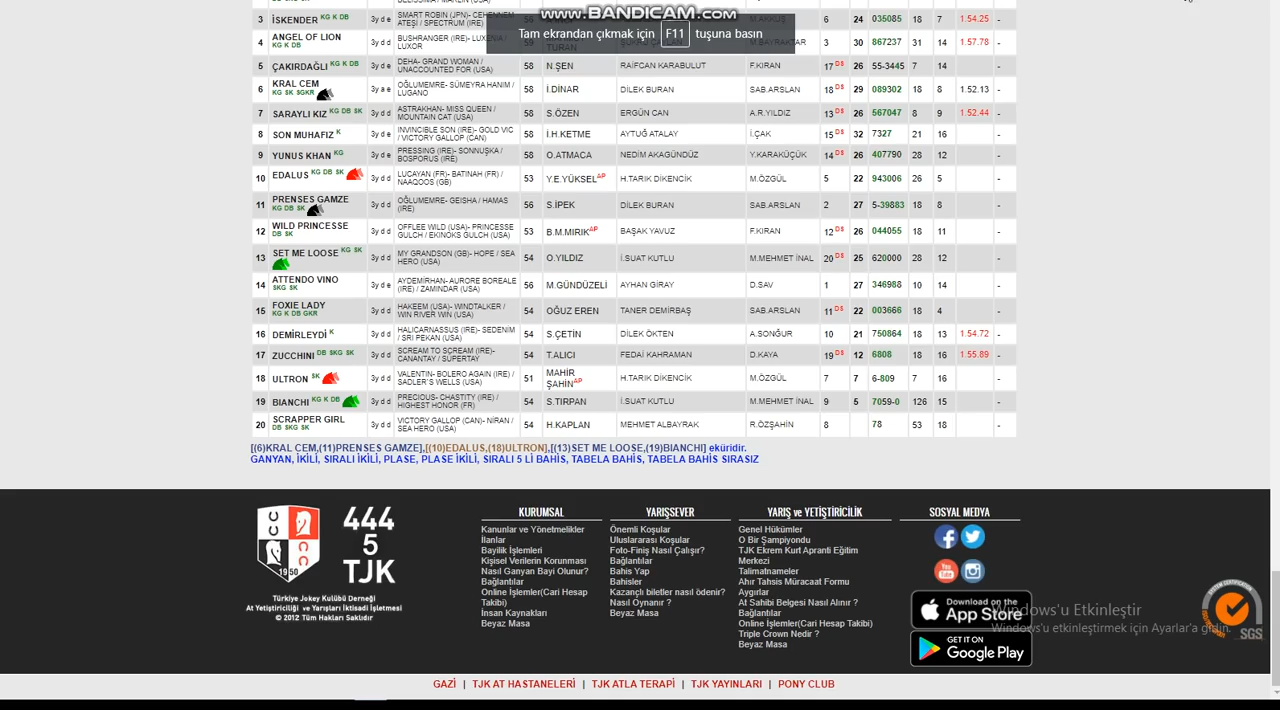 www.BANDICAM.com
Tam ekrandan çıkmak için F11 tuşuna basın
BELISSIMA / MARLIN (USA)
3 İSKENDER KG K DB 3y d e SMART ROBIN (JPN)- CEHENNEM ATEŞİ / SPECTRUM (IRE) 56 M.AKKUŞ 6 24 035085 18 7 1.54.25 -
4 ANGEL OF LION KG K DB 3y d e BUSHRANGER (IRE)- LUXENIA / LUXOR 59 TURAN M.BAYRAKTAR 3 30 867237 31 14 1.57.78 -
5 ÇAKIRDAĞLI KG K DB 3y d e DEHA- GRAND WOMAN / UNACCOUNTED FOR (USA) 58 N.ŞEN RAİFCAN KARABULUT F.KIRAN 17 DS 26 55-3445 7 14 -
6 KRAL CEM KG SK SGKR 3y a e OĞLUMEMRE- SÜMEYRA HANIM / LUGANO 58 İ.DİNAR DİLEK BURAN SAB.ARSLAN 18 DS 29 089302 18 8 1.52.13 -
7 SARAYLI KIZ KG DB SK 3y d d ASTRAKHAN- MISS QUEEN / MOUNTAIN CAT (USA) 58 S.ÖZEN ERGÜN CAN A.R.YILDIZ 13 DS 26 567047 8 9 1.52.44 -
8 SON MUHAFIZ K 3y d e INVINCIBLE SON (IRE)- GOLD VIC / VICTORY GALLOP (CAN) 58 İ.H.KETME AYTUĞ ATALAY İ.ÇAK 15 DS 32 7327 21 16 -
9 YUNUS KHAN KG 3y d e PRESSING (IRE)- SONNUŞKA / BOSPORUS (IRE) 58 O.ATMACA NEDİM AKAGÜNDÜZ Y.KARAKÜÇÜK 14 DS 26 407790 28 12 -
10 EDALUS KG DB SK 3y d d LUCAYAN (FR)- BATINAH (FR) / NAAQOOS (GB) 53 Y.E.YÜKSEL AP H.TARIK DİKENCİK M.ÖZGÜL 5 22 943006 26 5 -
11 PRENSES GAMZE KG DB SK 3y d d OĞLUMEMRE- GEISHA / HAMAS (IRE) 56 S.İPEK DİLEK BURAN SAB.ARSLAN 2 27 5-39883 18 8 -
12 WILD PRINCESSE DB SK 3y d d OFFLEE WILD (USA)- PRINCESSE GULCH / EKINOKS GULCH (USA) 53 B.M.MIRIK AP BAŞAK YAVUZ F.KIRAN 12 DS 26 044055 18 11 -
13 SET ME LOOSE KG SK 3y d d MY GRANDSON (GB)- HOPE / SEA HERO (USA) 54 O.YILDIZ İ.SUAT KUTLU M.MEHMET İNAL 20 DS 25 620000 28 12 -
14 ATTENDO VINO SKG SK 3y d e AYDEMİRHAN- AURORE BOREALE (IRE) / ZAMINDAR (USA) 56 M.GÜNDÜZELİ AYHAN GİRAY D.SAV 1 27 346988 10 14 -
15 FOXIE LADY KG K DB GKR 3y d d HAKEEM (USA)- WINDTALKER / WIN RIVER WIN (USA) 54 OĞUZ EREN TANER DEMİRBAŞ SAB.ARSLAN 11 DS 22 003666 18 4 -
16 DEMİRLEYDİ K 3y d d HALICARNASSUS (IRE)- SEDENİM / SRI PEKAN (USA) 54 S.ÇETİN DİLEK ÖKTEN A.SONĞUR 10 21 750864 18 13 1.54.72 -
17 ZUCCHINI DB SKG SK 3y d d SCREAM TO SCREAM (IRE)- CANANTAY / SUPERTAY 54 T.ALICI FEDAİ KAHRAMAN D.KAYA 19 DS 12 6808 18 16 1.55.89 -
18 ULTRON SK 3y d d VALENTIN- BOLERO AGAIN (IRE) / SADLER'S WELLS (USA) 51 MAHİR ŞAHİN AP H.TARIK DİKENCİK M.ÖZGÜL 7 7 6-809 7 16 -
19 BIANCHI KG K DB 3y d d PRECIOUS- CHASTITY (IRE) / HIGHEST HONOR (FR) 54 S.TIRPAN İ.SUAT KUTLU M.MEHMET İNAL 9 5 7059-0 126 15 -
20 SCRAPPER GIRL DB SKG SK 3y d d VICTORY GALLOP (CAN)- NİRAN / SEA HERO (USA) 54 H.KAPLAN MEHMET ALBAYRAK R.ÖZŞAHİN 8 78 53 18 -
[(6)KRAL CEM,(11)PRENSES GAMZE],[(10)EDALUS,(18)ULTRON],[(13)SET ME LOOSE,(19)BIANCHI] eküridir.
GANYAN, İKİLİ, SIRALI İKİLİ, PLASE, PLASE İKİLİ, SIRALI 5 Lİ BAHİS, TABELA BAHİS, TABELA BAHİS SIRASIZ
CCC
CC
1950
444
5
TJK
Türkiye Jokey Kulübü Derneği
At Yetiştiriciliği ve Yarışları İktisadi İşletmesi
© 2012 Tüm Hakları Saklıdır
KURUMSAL
Kanunlar ve Yönetmelikler
İlanlar
Bayilik İşlemleri
Kişisel Verilerin Korunması
Nasıl Ganyan Bayi Olunur?
Bağlantılar
Online İşlemler(Cari Hesap
Takibi)
İnsan Kaynakları
Beyaz Masa
YARIŞSEVER
Önemli Koşular
Uluslararası Koşular
Foto-Finiş Nasıl Çalışır?
Bağlantılar
Bahis Yap
Bahisler
Kazançlı biletler nasıl ödenir?
Nasıl Oynanır ?
Beyaz Masa
YARIŞ ve YETİŞTİRİCİLİK
Genel Hükümler
O Bir Şampiyondu
TJK Ekrem Kurt Apranti Eğitim
Merkezi
Talimatnameler
Ahır Tahsis Müracaat Formu
Aygırlar
At Sahibi Belgesi Nasıl Alınır ?
Bağlantılar
Online İşlemler(Cari Hesap Takibi)
Triple Crown Nedir ?
Beyaz Masa
SOSYAL MEDYA
You Tube
Download on the
App Store
GET IT ON
Google Play
Windows'u Etkinleştir
Windows'u etkinleştirmek için Ayarlar'a gidin.
SYSTEM CERTIFICATION
SGS
GAZİ | TJK AT HASTANELERİ | TJK ATLA TERAPİ | TJK YAYINLARI | PONY CLUB